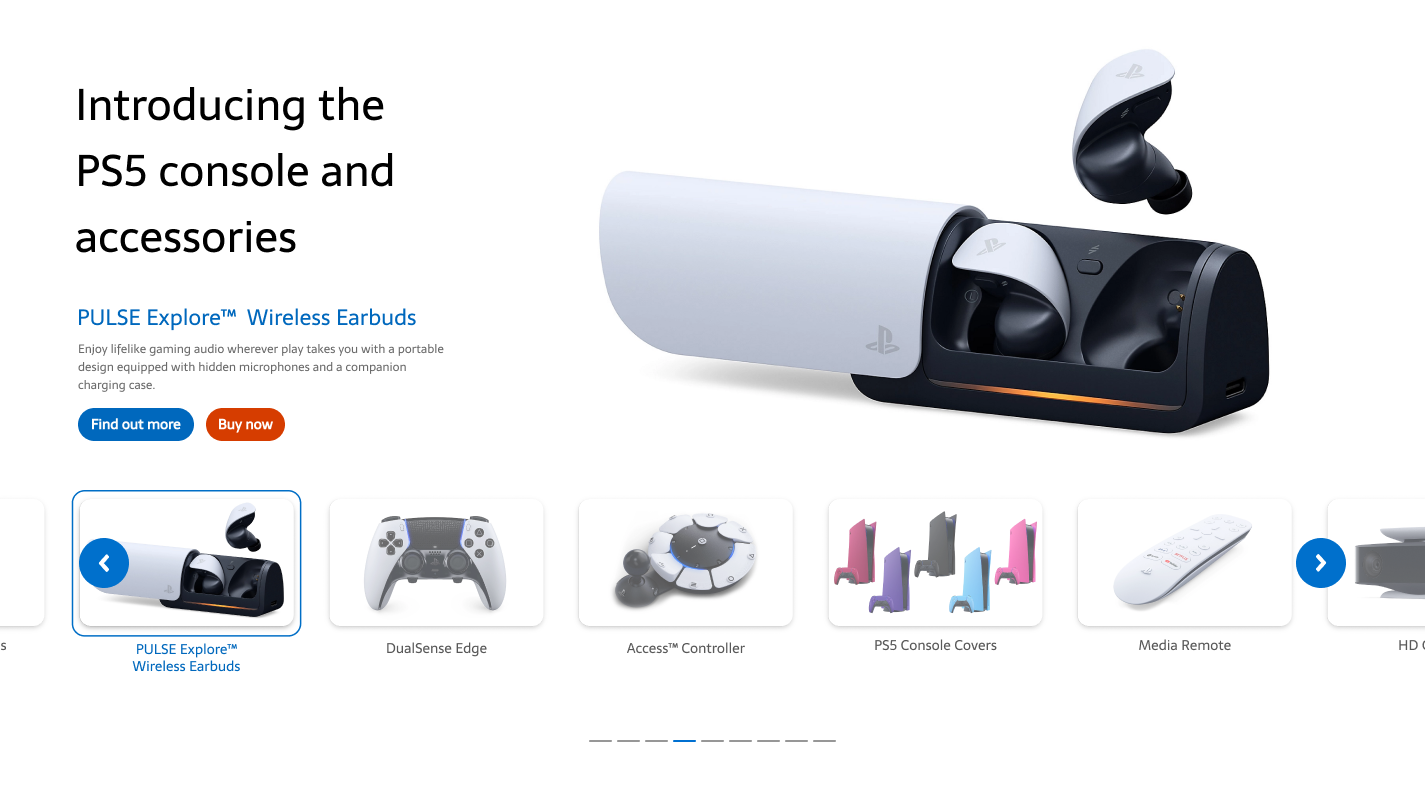 Introducing the
PS5 console and
accessories
PULSE Explore™ Wireless Earbuds
Enjoy lifelike gaming audio wherever play takes you with a portable
design equipped with hidden microphones and a companion
charging case.
Find out more
Buy now
s
PULSE Explore™
Wireless Earbuds
DualSense Edge
Access™ Controller
PS5 Console Covers
Media Remote
HD